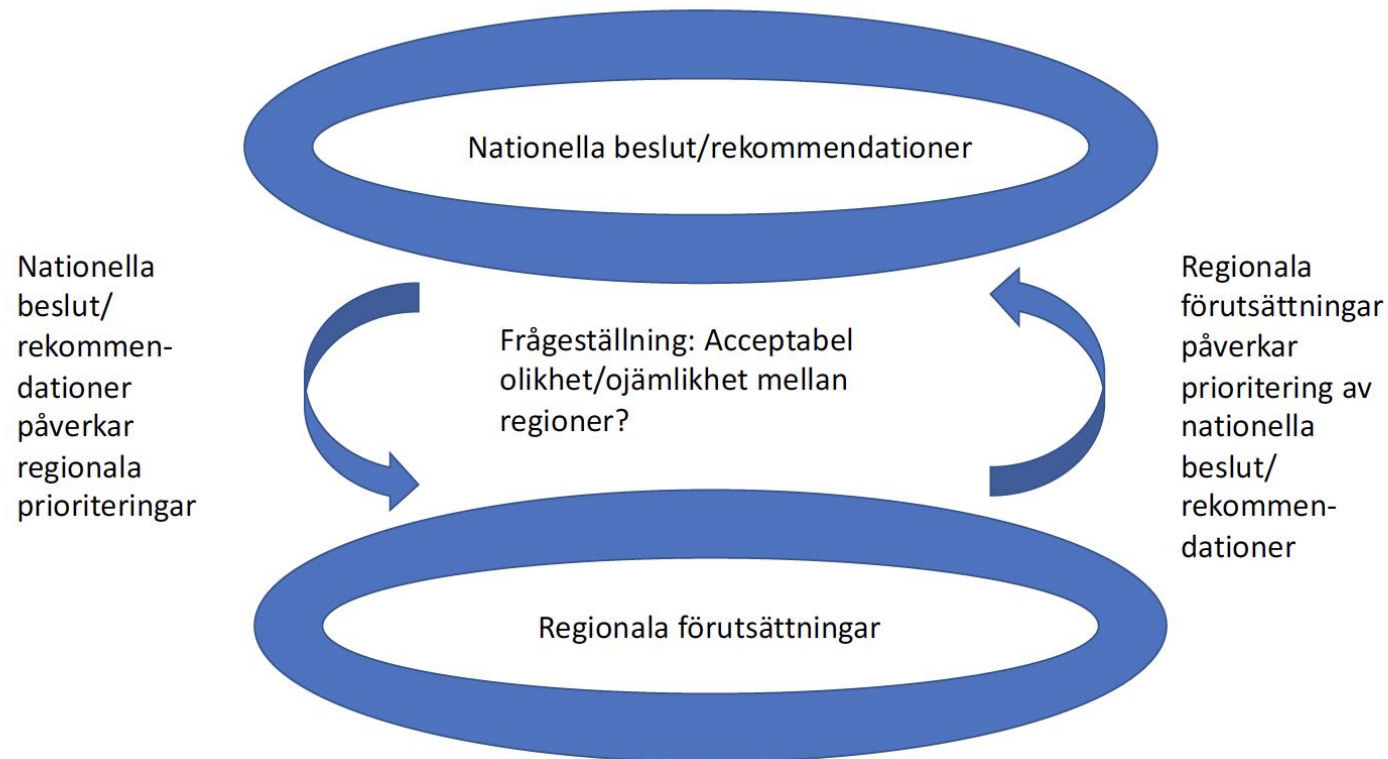 Nationella beslut/rekommendationer
Nationella
beslut/
rekommen-
dationer
påverkar
regionala
prioriteringar
Frågeställning: Acceptabel
olikhet/ojämlikhet mellan
regioner?
Regionala
förutsättningar
påverkar
prioritering av
nationella
beslut/
rekommen-
dationer
Regionala förutsättningar